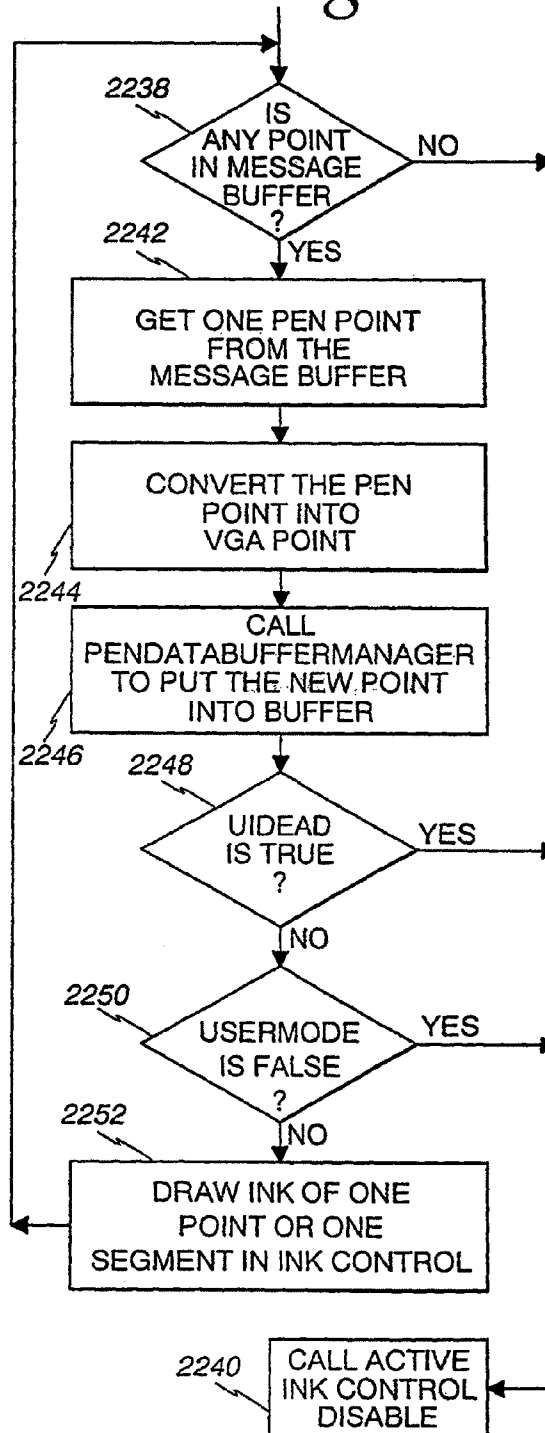 g
2238
IS
ANY POINT
IN MESSAGE
BUFFER
?
NO
YES
2242
GET ONE PEN POINT
FROM THE
MESSAGE BUFFER
CONVERT THE PEN
POINT INTO
VGA POINT
2244
CALL
PENDATABUFFERMANAGER
TO PUT THE NEW POINT
INTO BUFFER
2246
2248
UIDEAD
IS TRUE
?
YES
NO
2250
USERMODE
IS FALSE
?
YES
NO
2252
DRAW INK OF ONE
POINT OR ONE
SEGMENT IN INK CONTROL
2240
CALL ACTIVE
INK CONTROL
DISABLE